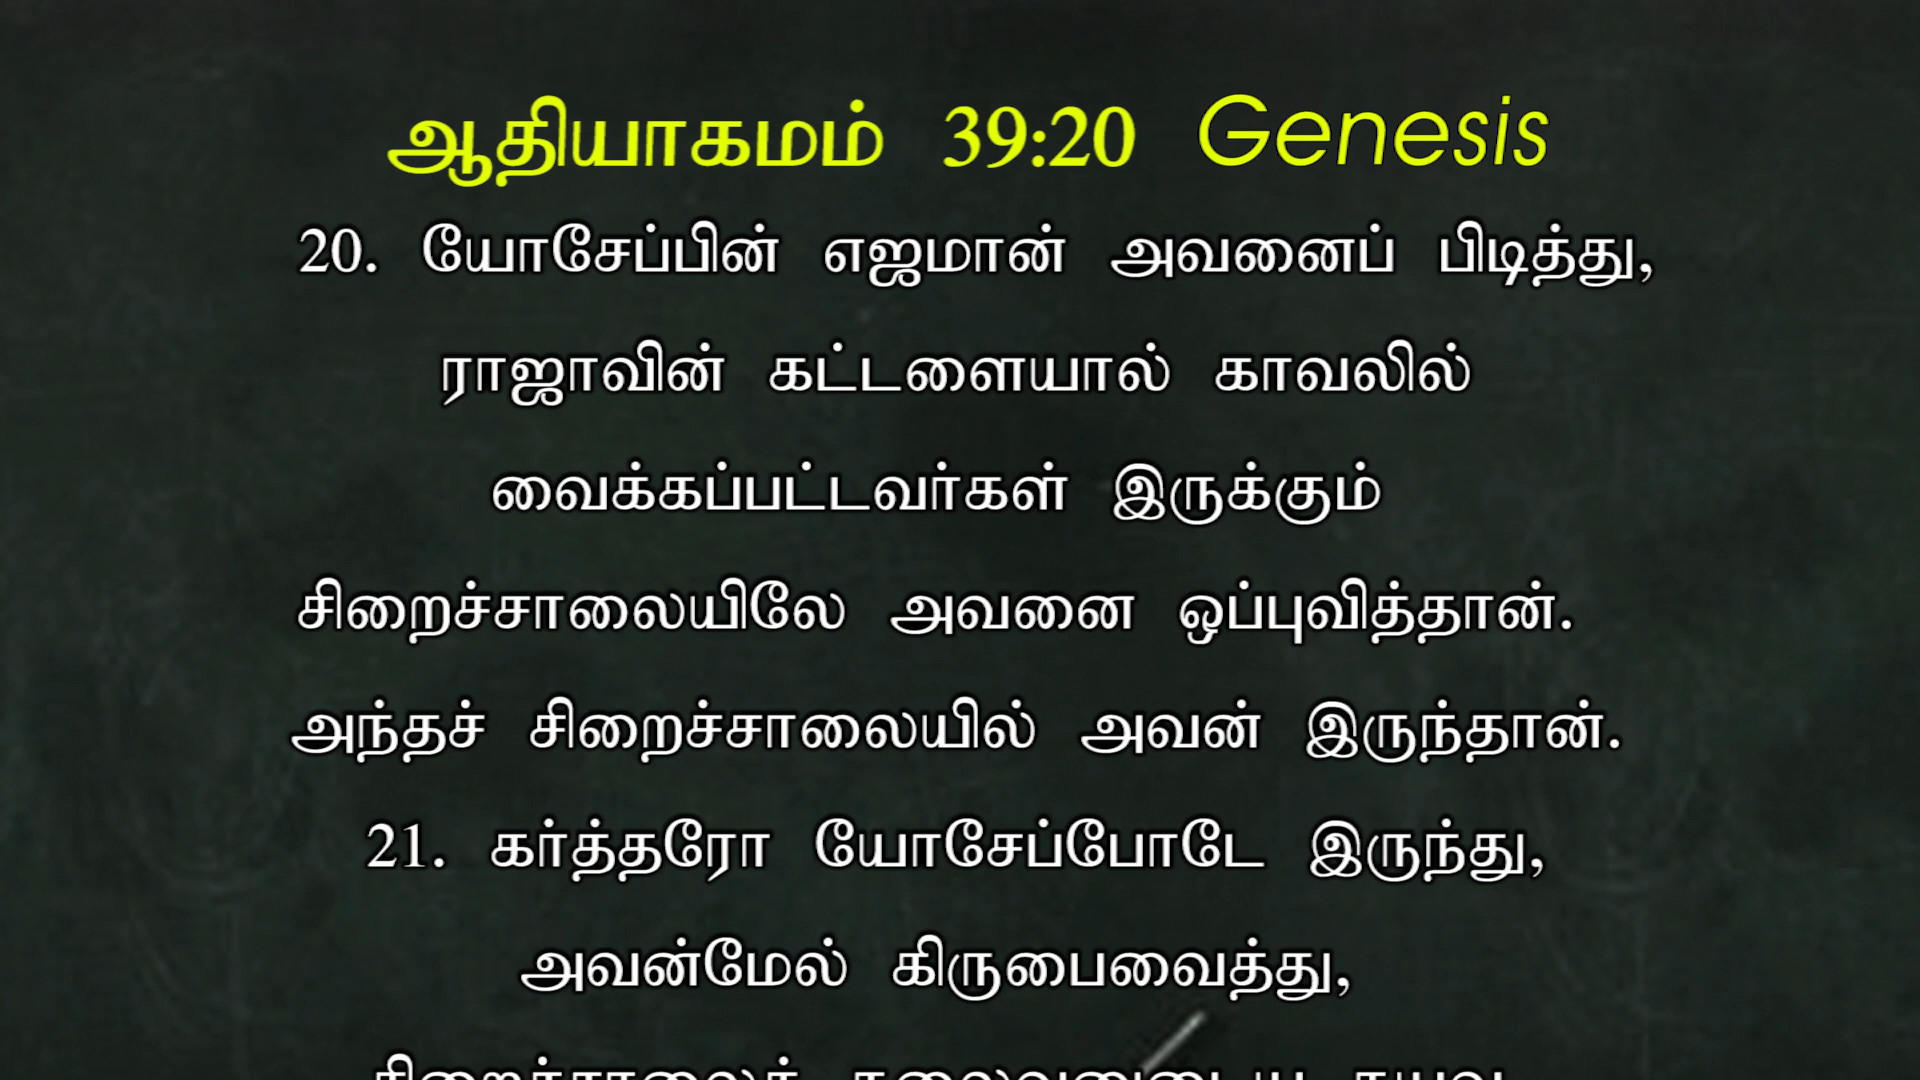 ஆதியாகமம் 39:20 Genesis
20. யோசேப்பின் எஜமான் அவனைப் பிடித்து,
ராஜாவின் கட்டளையால் காவலில்
வைக்கப்பட்டவர்கள் இருக்கும்
சிறைச்சாலையிலே அவனை ஒப்புவித்தான்.
அந்தச் சிறைச்சாலையில் அவன் இருந்தான்.
21. கர்த்தரோ யோசேப்போடே இருந்து,
அவன்மேல் கிருபைவைத்து,